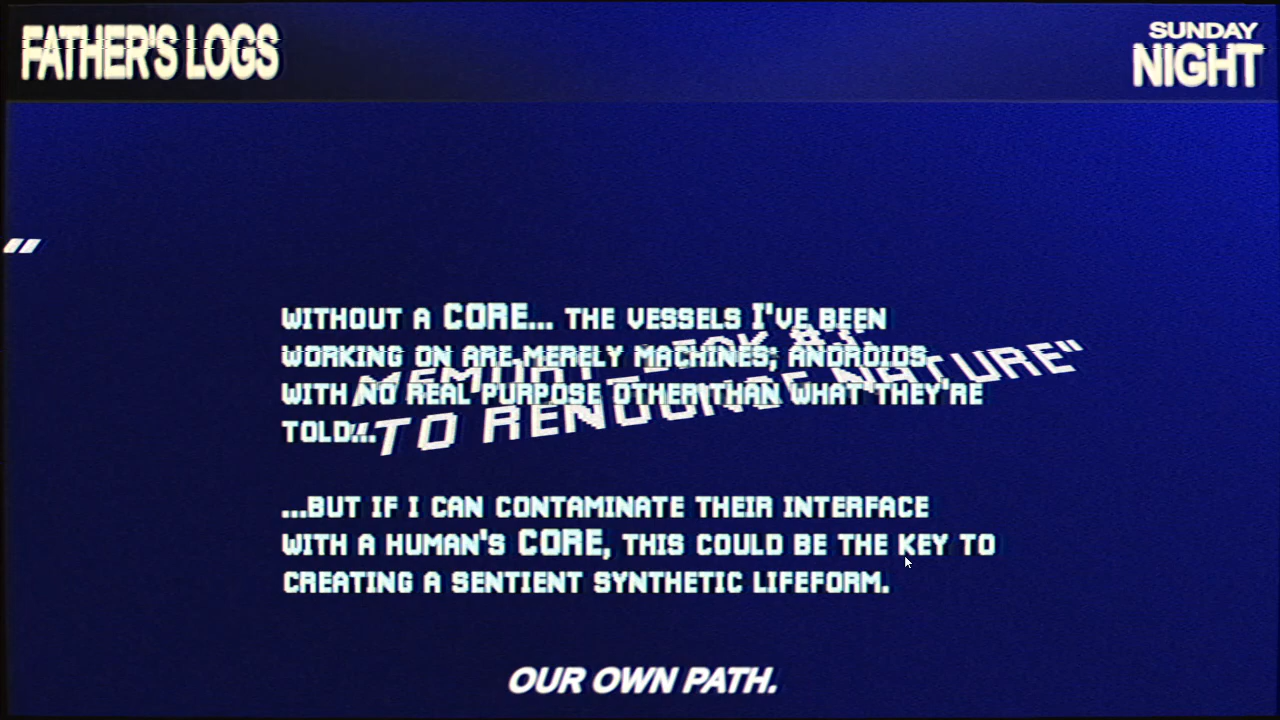 FATHER'S LOGS
SUNDAY
NIGHT
"
WITHOUT A CORE... THE VESSELS I'VE BEEN
WORKING ON ARE MERELY MACHINES; ANDROIDS
WITH NO REAL PURPOSE OTHER THAN WHAT THEY'RE
TOLD...
"TO RENOUNCE NATURE"
...BUT IF I CAN CONTAMINATE THEIR INTERFACE
WITH A HUMAN'S CORE, THIS COULD BE THE KEY TO
CREATING A SENTIENT SYNTHETIC LIFEFORM.
OUR OWN PATH.